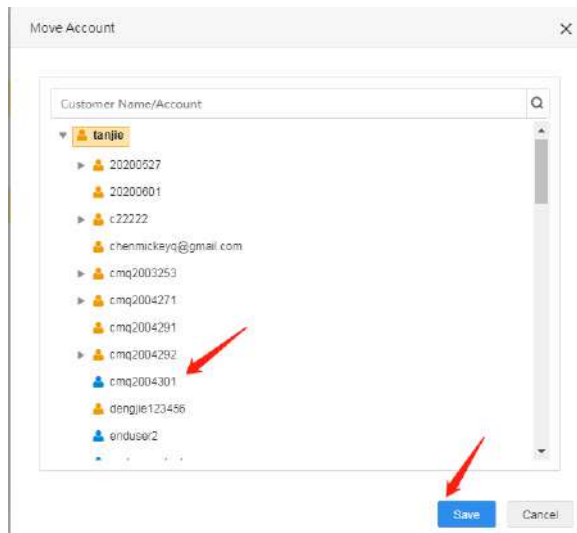 Move Account
Customer Name/Account
tanjie
20200527
20200601
c22222
chenmickeyq@gmail.com
cmq2003253
cmq2004271
cmq2004291
cmq2004292
cmq2004301
dengjie123456
enduser2
Save Cancel